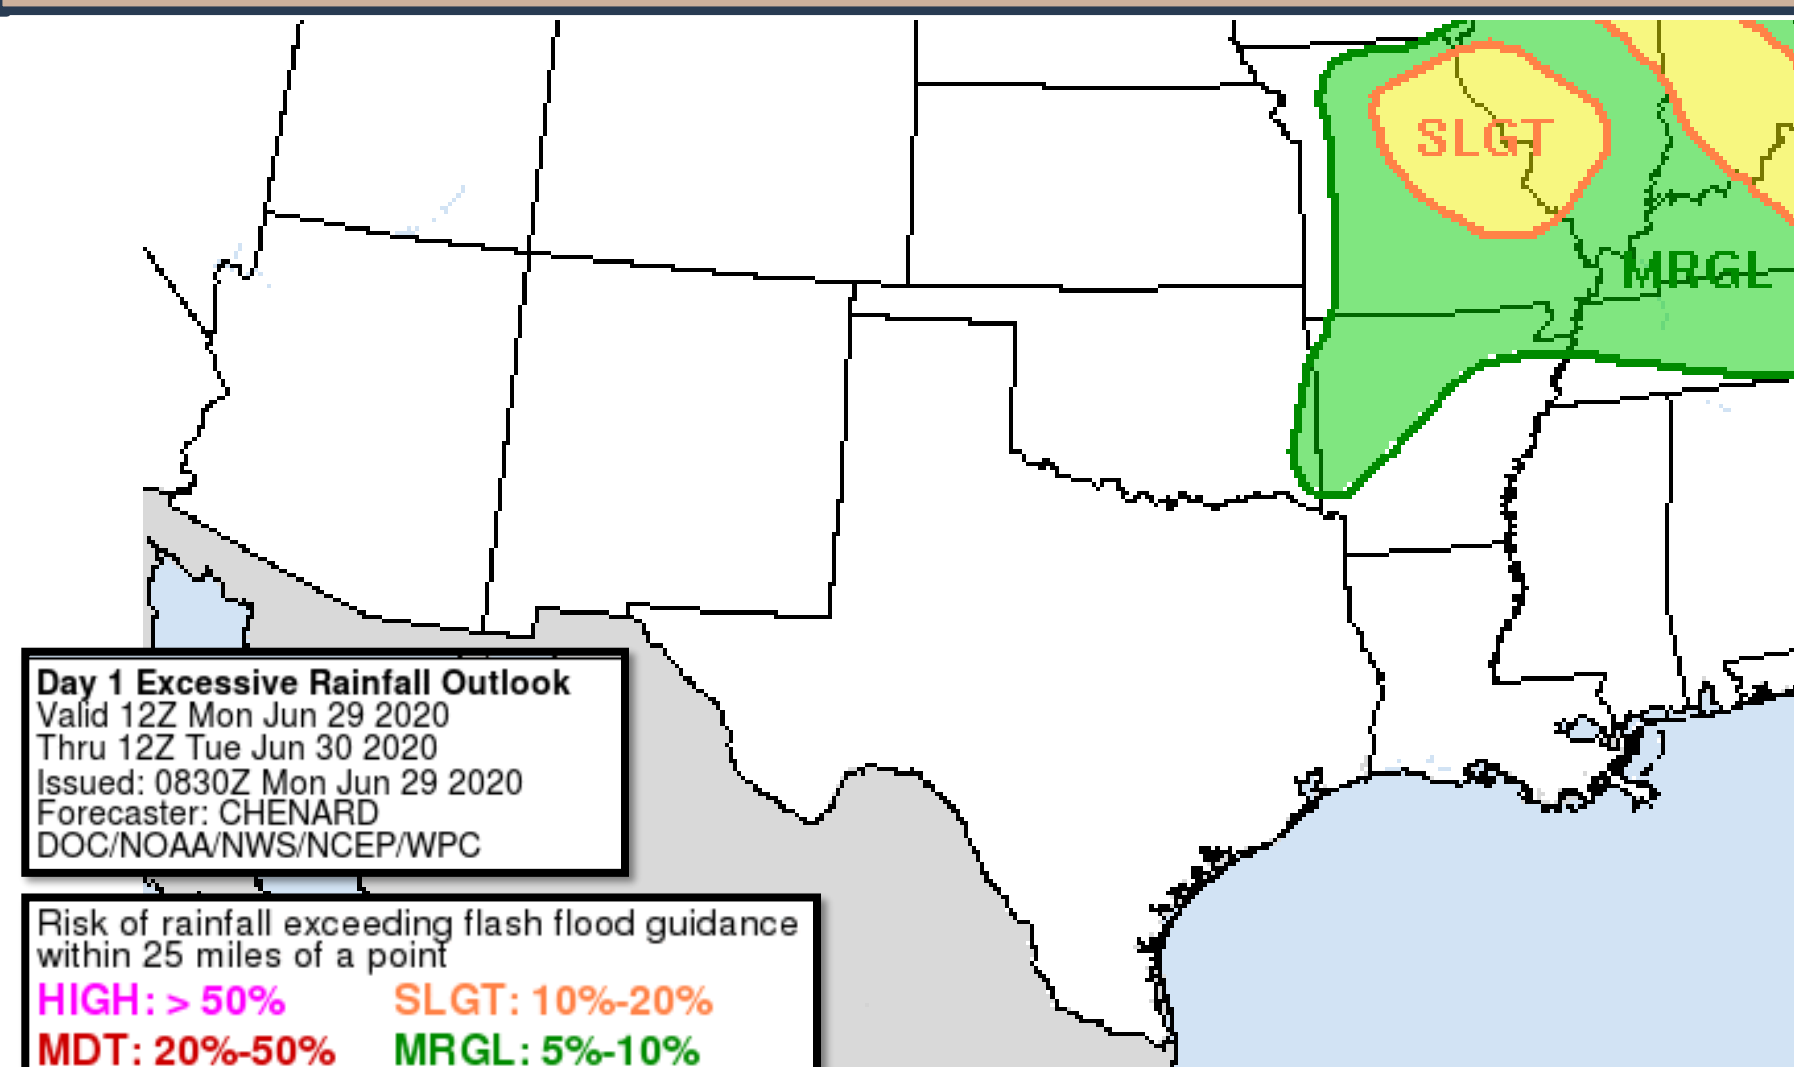 SLGT
MRGL
Day 1 Excessive Rainfall Outlook
Valid 12Z Mon Jun 29 2020
Thru 12Z Tue Jun 30 2020
Issued: 0830Z Mon Jun 29 2020
Forecaster: CHENARD
DOC/NOAA/NWS/NCEP/WPC
Risk of rainfall exceeding flash flood guidance
within 25 miles of a point
HIGH: > 50% SLGT: 10%-20%
MDT: 20%-50% MRGL: 5%-10%